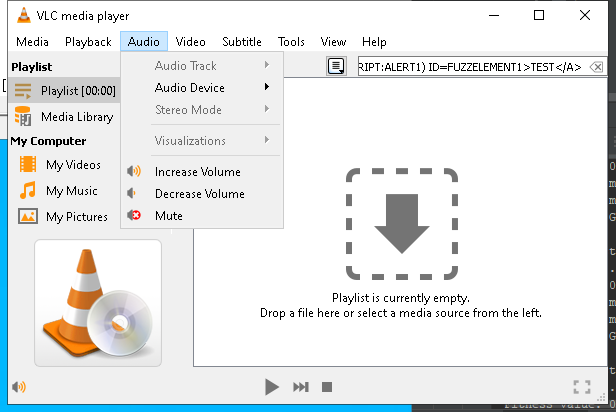 VLC media player
Media Playback Audio Video Subtitle Tools View Help
Playlist
RIPT:ALERT1) ID=FUZZELEMENT1>TEST</A>
Playlist [00:00]
Media Library
My Computer
My Videos
My Music
My Pictures
Audio Track
Audio Device
Stereo Mode
Visualizations
Increase Volume
Decrease Volume
Mute
Playlist is currently empty.
Drop a file here or select a media source from the left.